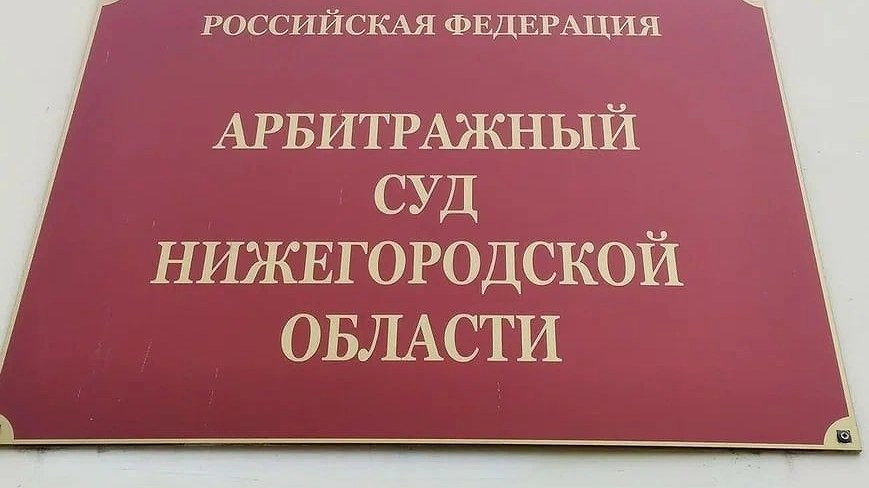 РОССИЙСКАЯ ФЕДЕРАЦИЯ
АРБИТРАЖНЫЙ
СУД
НИЖЕГОРОДСКОЙ
ОБЛАСТИ